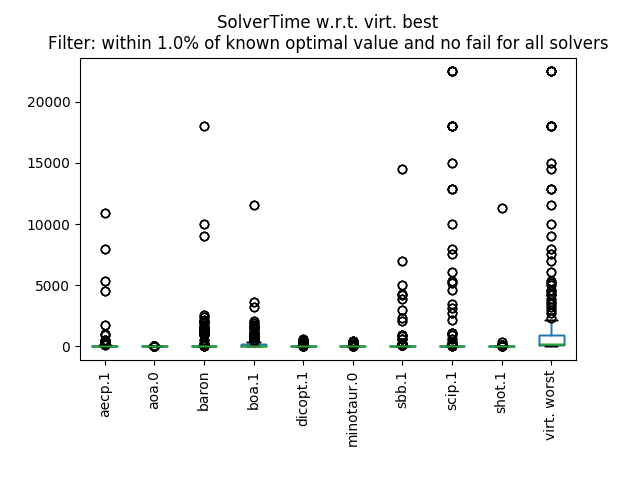 SolverTime w.r.t. virt. best
Filter: within 1.0% of known optimal value and no fail for all solvers
20000
15000
10000
5000
0
aecp.1
aoa.0
baron
boa.1
dicopt.1
minotaur.0
sbb.1
scip.1
shot.1
virt. worst